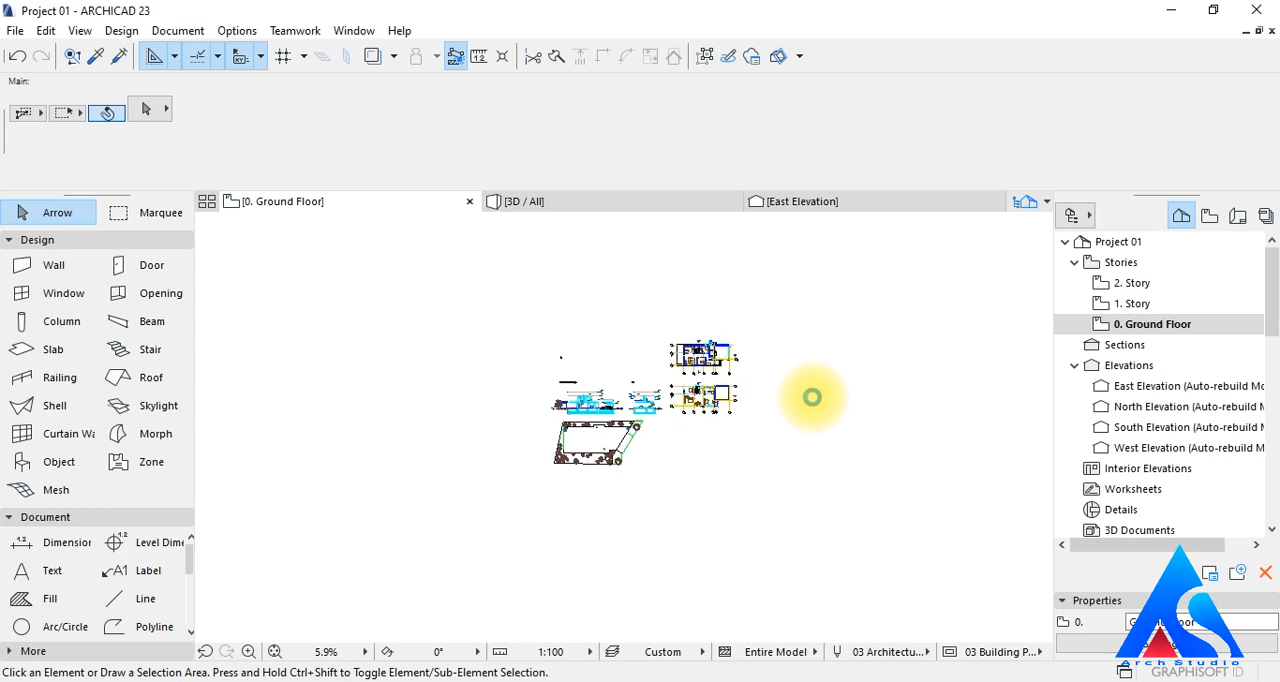 Project 01 - ARCHICAD 23
File Edit View Design Document Options Teamwork Window Help
Main:
[0. Ground Floor] [3D / All] [East Elevation]
Arrow Marquee
Design
Wall Door
Window Opening
Column Beam
Slab Stair
Railing Roof
Shell Skylight
Curtain Wa Morph
Object Zone
Mesh
Document
Dimension Level Dime
Text Label
Fill Line
Arc/Circle Polyline
More
Project 01
Stories
2. Story
1. Story
0. Ground Floor
Sections
Elevations
East Elevation (Auto-rebuild Mo
North Elevation (Auto-rebuild M
South Elevation (Auto-rebuild M
West Elevation (Auto-rebuild M
Interior Elevations
Worksheets
Details
3D Documents
Properties
0.
5.9% 0° 1:100 Custom Entire Model 03 Architectu... 03 Building P...
Click an Element or Draw a Selection Area. Press and Hold Ctrl+Shift to Toggle Element/Sub-Element Selection.
Arch Studio
GRAPHISOFT ID